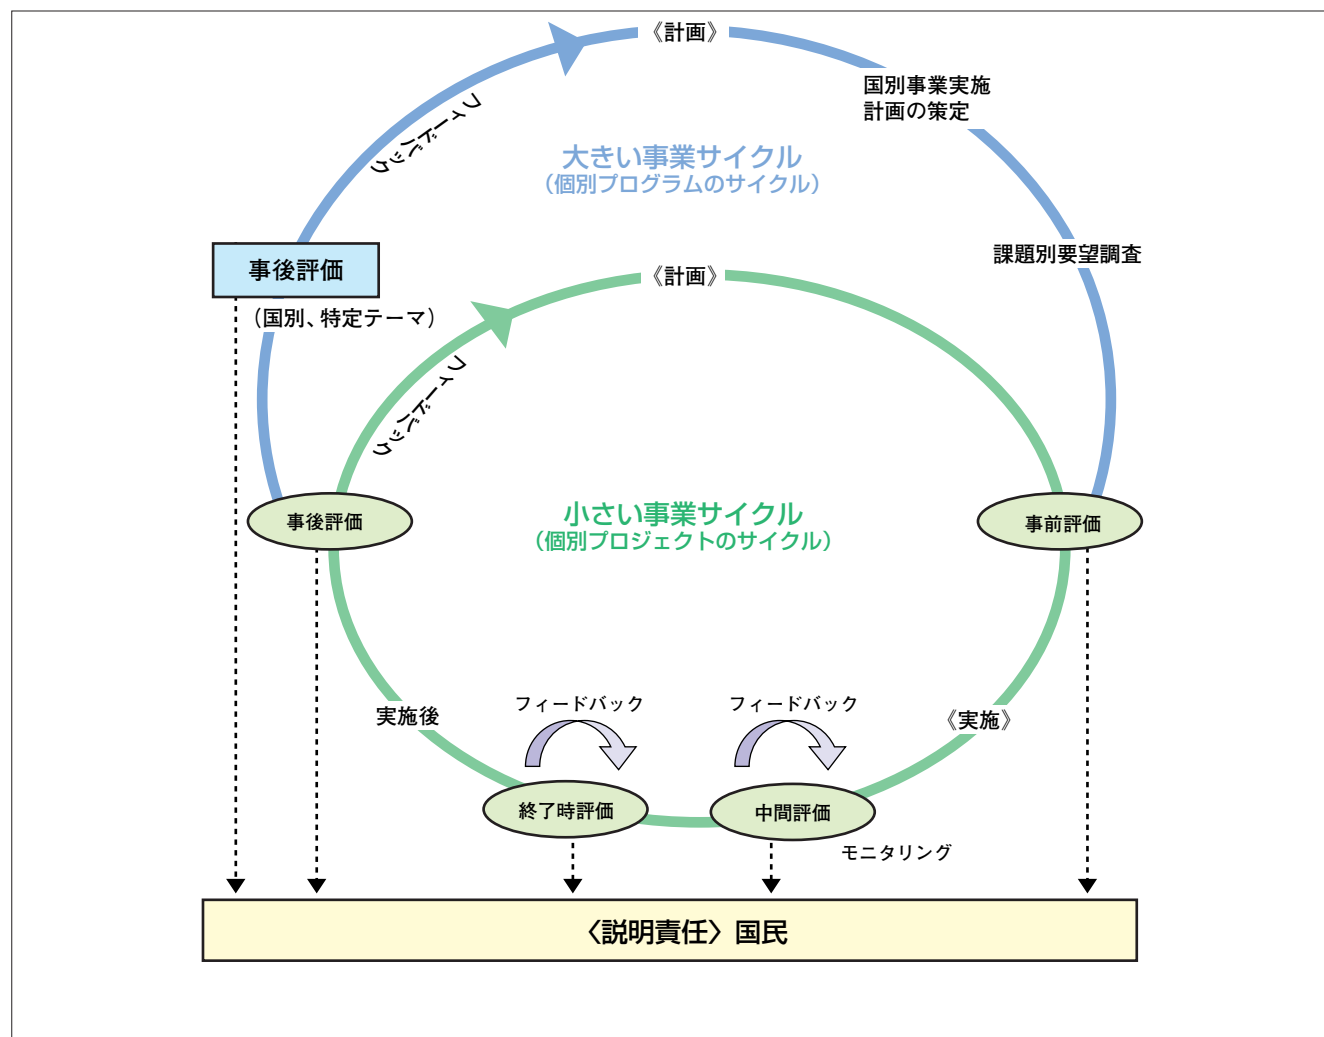 《計画》
国別事業実施
計画の策定
フィードバック
大きい事業サイクル
（個別プログラムのサイクル）
課題別要望調査
事後評価
《計画》
（国別、特定テーマ）
フィードバック
小さい事業サイクル
（個別プロジェクトのサイクル）
事後評価
事前評価
フィードバック
フィードバック
実施後
《実施》
終了時評価
中間評価
モニタリング
〈説明責任〉国民